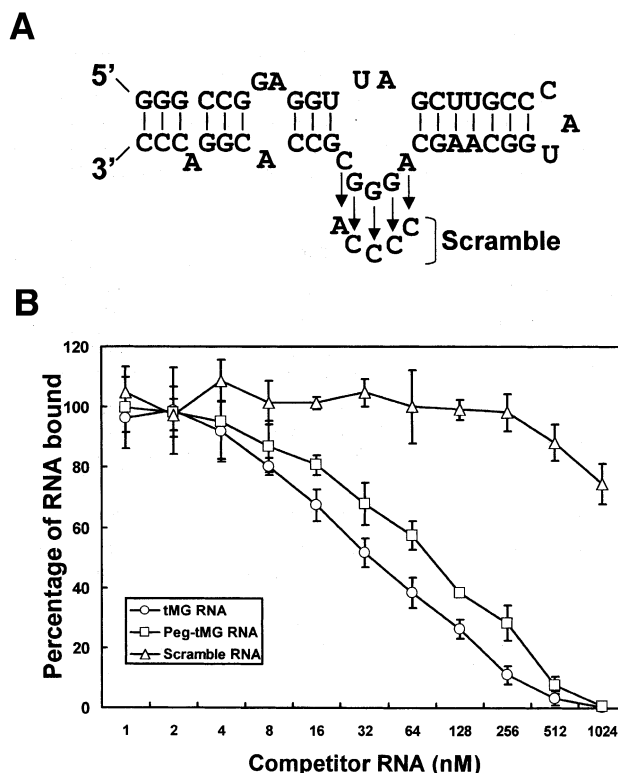 A
5’ GGG CCG GA GGU U A GCUUGCC C
A
3’ CCC A GGC A CCG C A CGAACGG U
G G G
A C C C C Scramble
B
120
100
80
60
40
20
0
Percentage of RNA bound
tMG RNA
Peg-tMG RNA
Scramble RNA
1 2 4 8 16 32 64 128 256 512 1024
Competitor RNA (nM)